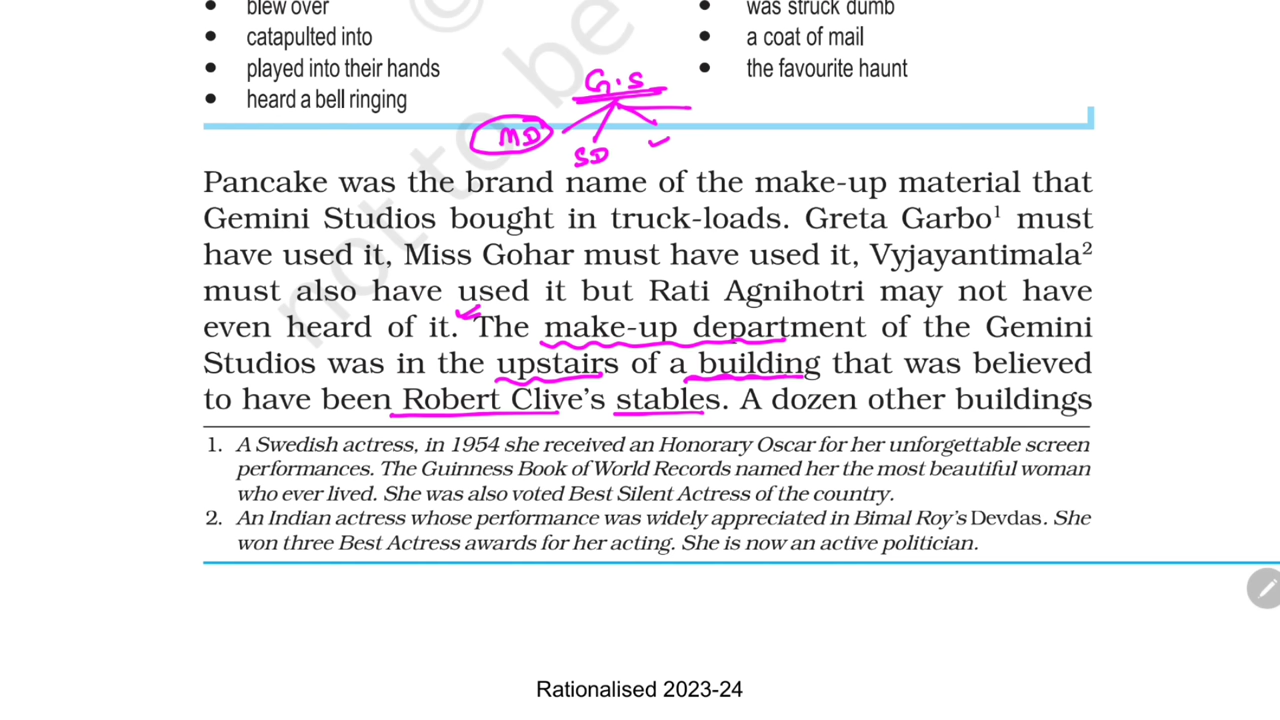 blew over
was struck dumb
• catapulted into
• a coat of mail
• played into their hands
• the favourite haunt
• heard a bell ringing
G.S
MD
SD
not to be
©
Pancake was the brand name of the make-up material that
Gemini Studios bought in truck-loads. Greta Garbo¹ must
have used it, Miss Gohar must have used it, Vyjayantimala²
must also have used it but Rati Agnihotri may not have
even heard of it. The make-up department of the Gemini
Studios was in the upstairs of a building that was believed
to have been Robert Clive's stables. A dozen other buildings
1. A Swedish actress, in 1954 she received an Honorary Oscar for her unforgettable screen
performances. The Guinness Book of World Records named her the most beautiful woman
who ever lived. She was also voted Best Silent Actress of the country.
2. An Indian actress whose performance was widely appreciated in Bimal Roy's Devdas. She
won three Best Actress awards for her acting. She is now an active politician.
Rationalised 2023-24